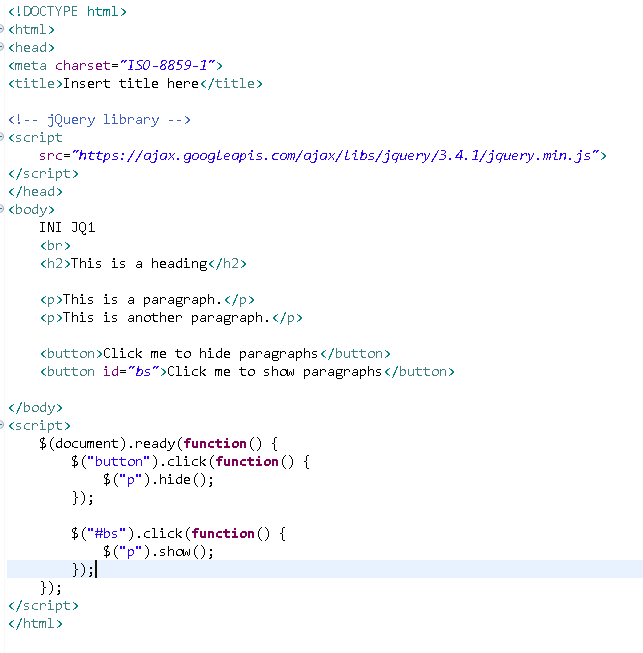 <!DOCTYPE html>
<html>
<head>
<meta charset="ISO-8859-1">
<title>Insert title here</title>

<!-- jQuery library -->
<script
    src="https://ajax.googleapis.com/ajax/libs/jquery/3.4.1/jquery.min.js">
</script>
</head>
<body>
    INI JQ1
    <br>
    <h2>This is a heading</h2>

    <p>This is a paragraph.</p>
    <p>This is another paragraph.</p>

    <button>Click me to hide paragraphs</button>
    <button id="bs">Click me to show paragraphs</button>

</body>
<script>
    $(document).ready(function() {
        $("button").click(function() {
            $("p").hide();
        });

        $("#bs").click(function() {
            $("p").show();
        });
    });
</script>
</html>